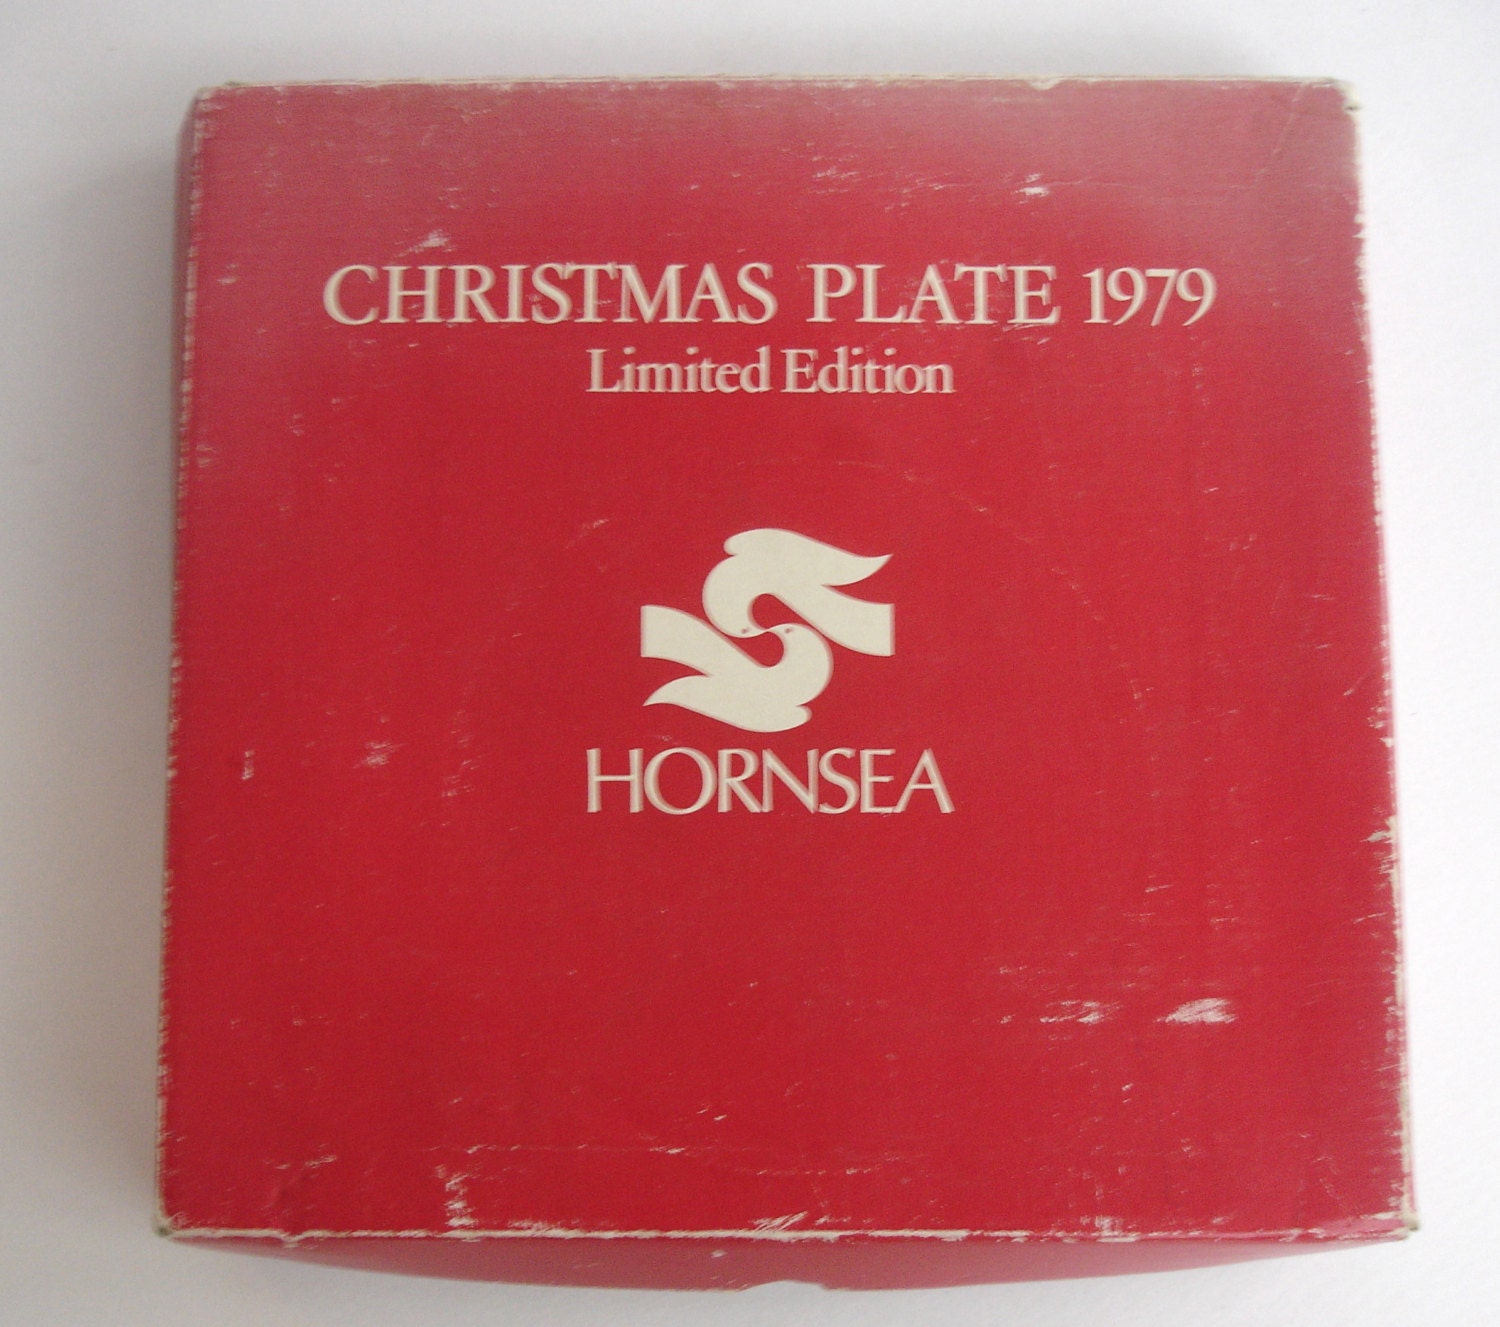 CHRISTMAS PLATE 1979
Limited Edition
HORNSEA